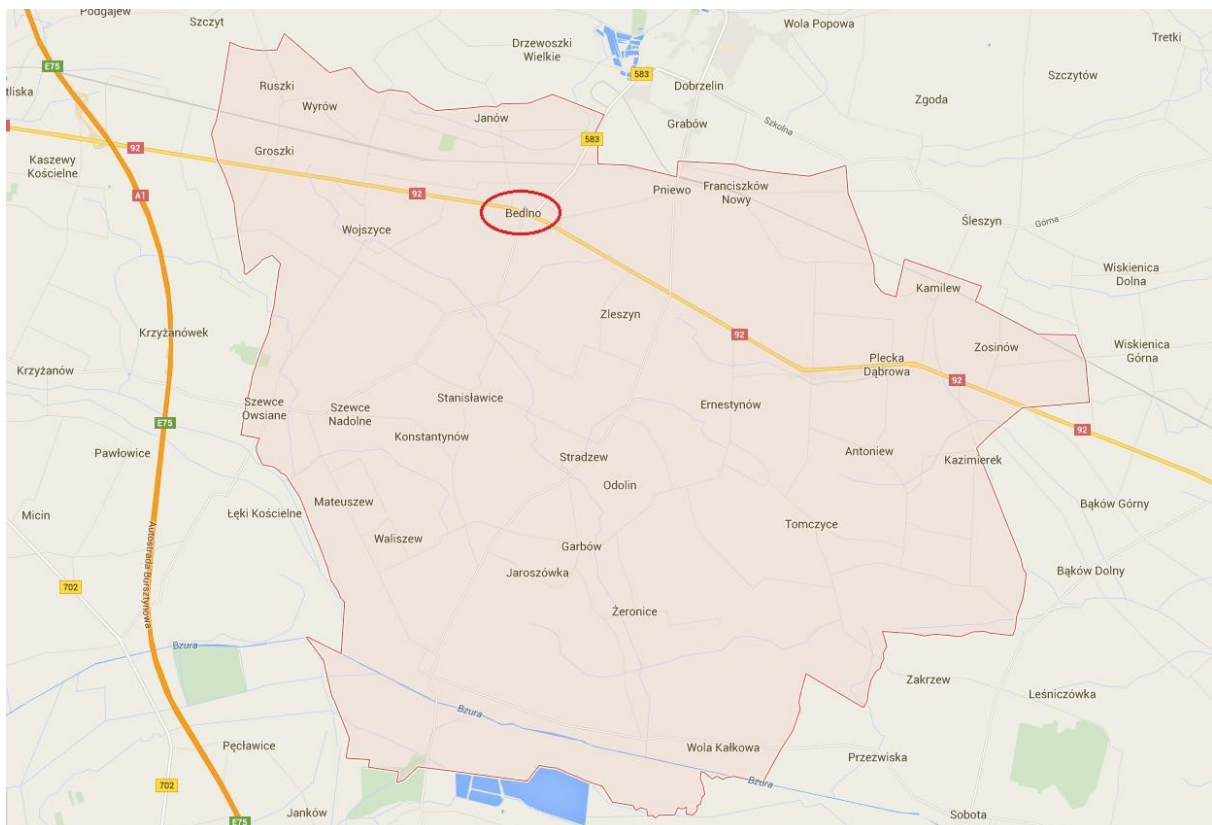 Podgajew
Szczyt
Wola Popowa
Tretki
Drzewoszki
Wielkie
E75
583
Szczytów
Ruszki
Dobrzelin
Wyrów
Janów
Zgoda
tliska
Grabów
Szkolna
92
583
Groszki
92
Kaszewy
Kościelne
A1
92
Pniewo
Franciszków
Nowy
Bedlno
Wojszyce
Śleszyn
Górna
Wiskienica
Dolna
Kamilew
Zleszyn
Krzyżanówek
92
Zosinów
Wiskienica
Górna
Plecka
Dąbrowa
Krzyżanów
92
Szewce
Owsiane
Szewce
Nadolne
Stanisławice
Ernestynów
E75
Konstantynów
92
Pawłowice
Stradzew
Antoniew
Kazimierek
Odolin
Mateuszew
Bąków Górny
Micin
Łęki Kościelne
Tomczyce
Waliszew
Garbów
Autostrada Bursztynowa
Jaroszówka
Bąków Dolny
702
Żeronice
Bzura
Zakrzew
Leśniczówka
Bzura
Pęcławice
Wola Kałkowa
Przezwiska
702
Bzura
Janków
Sobota
E75